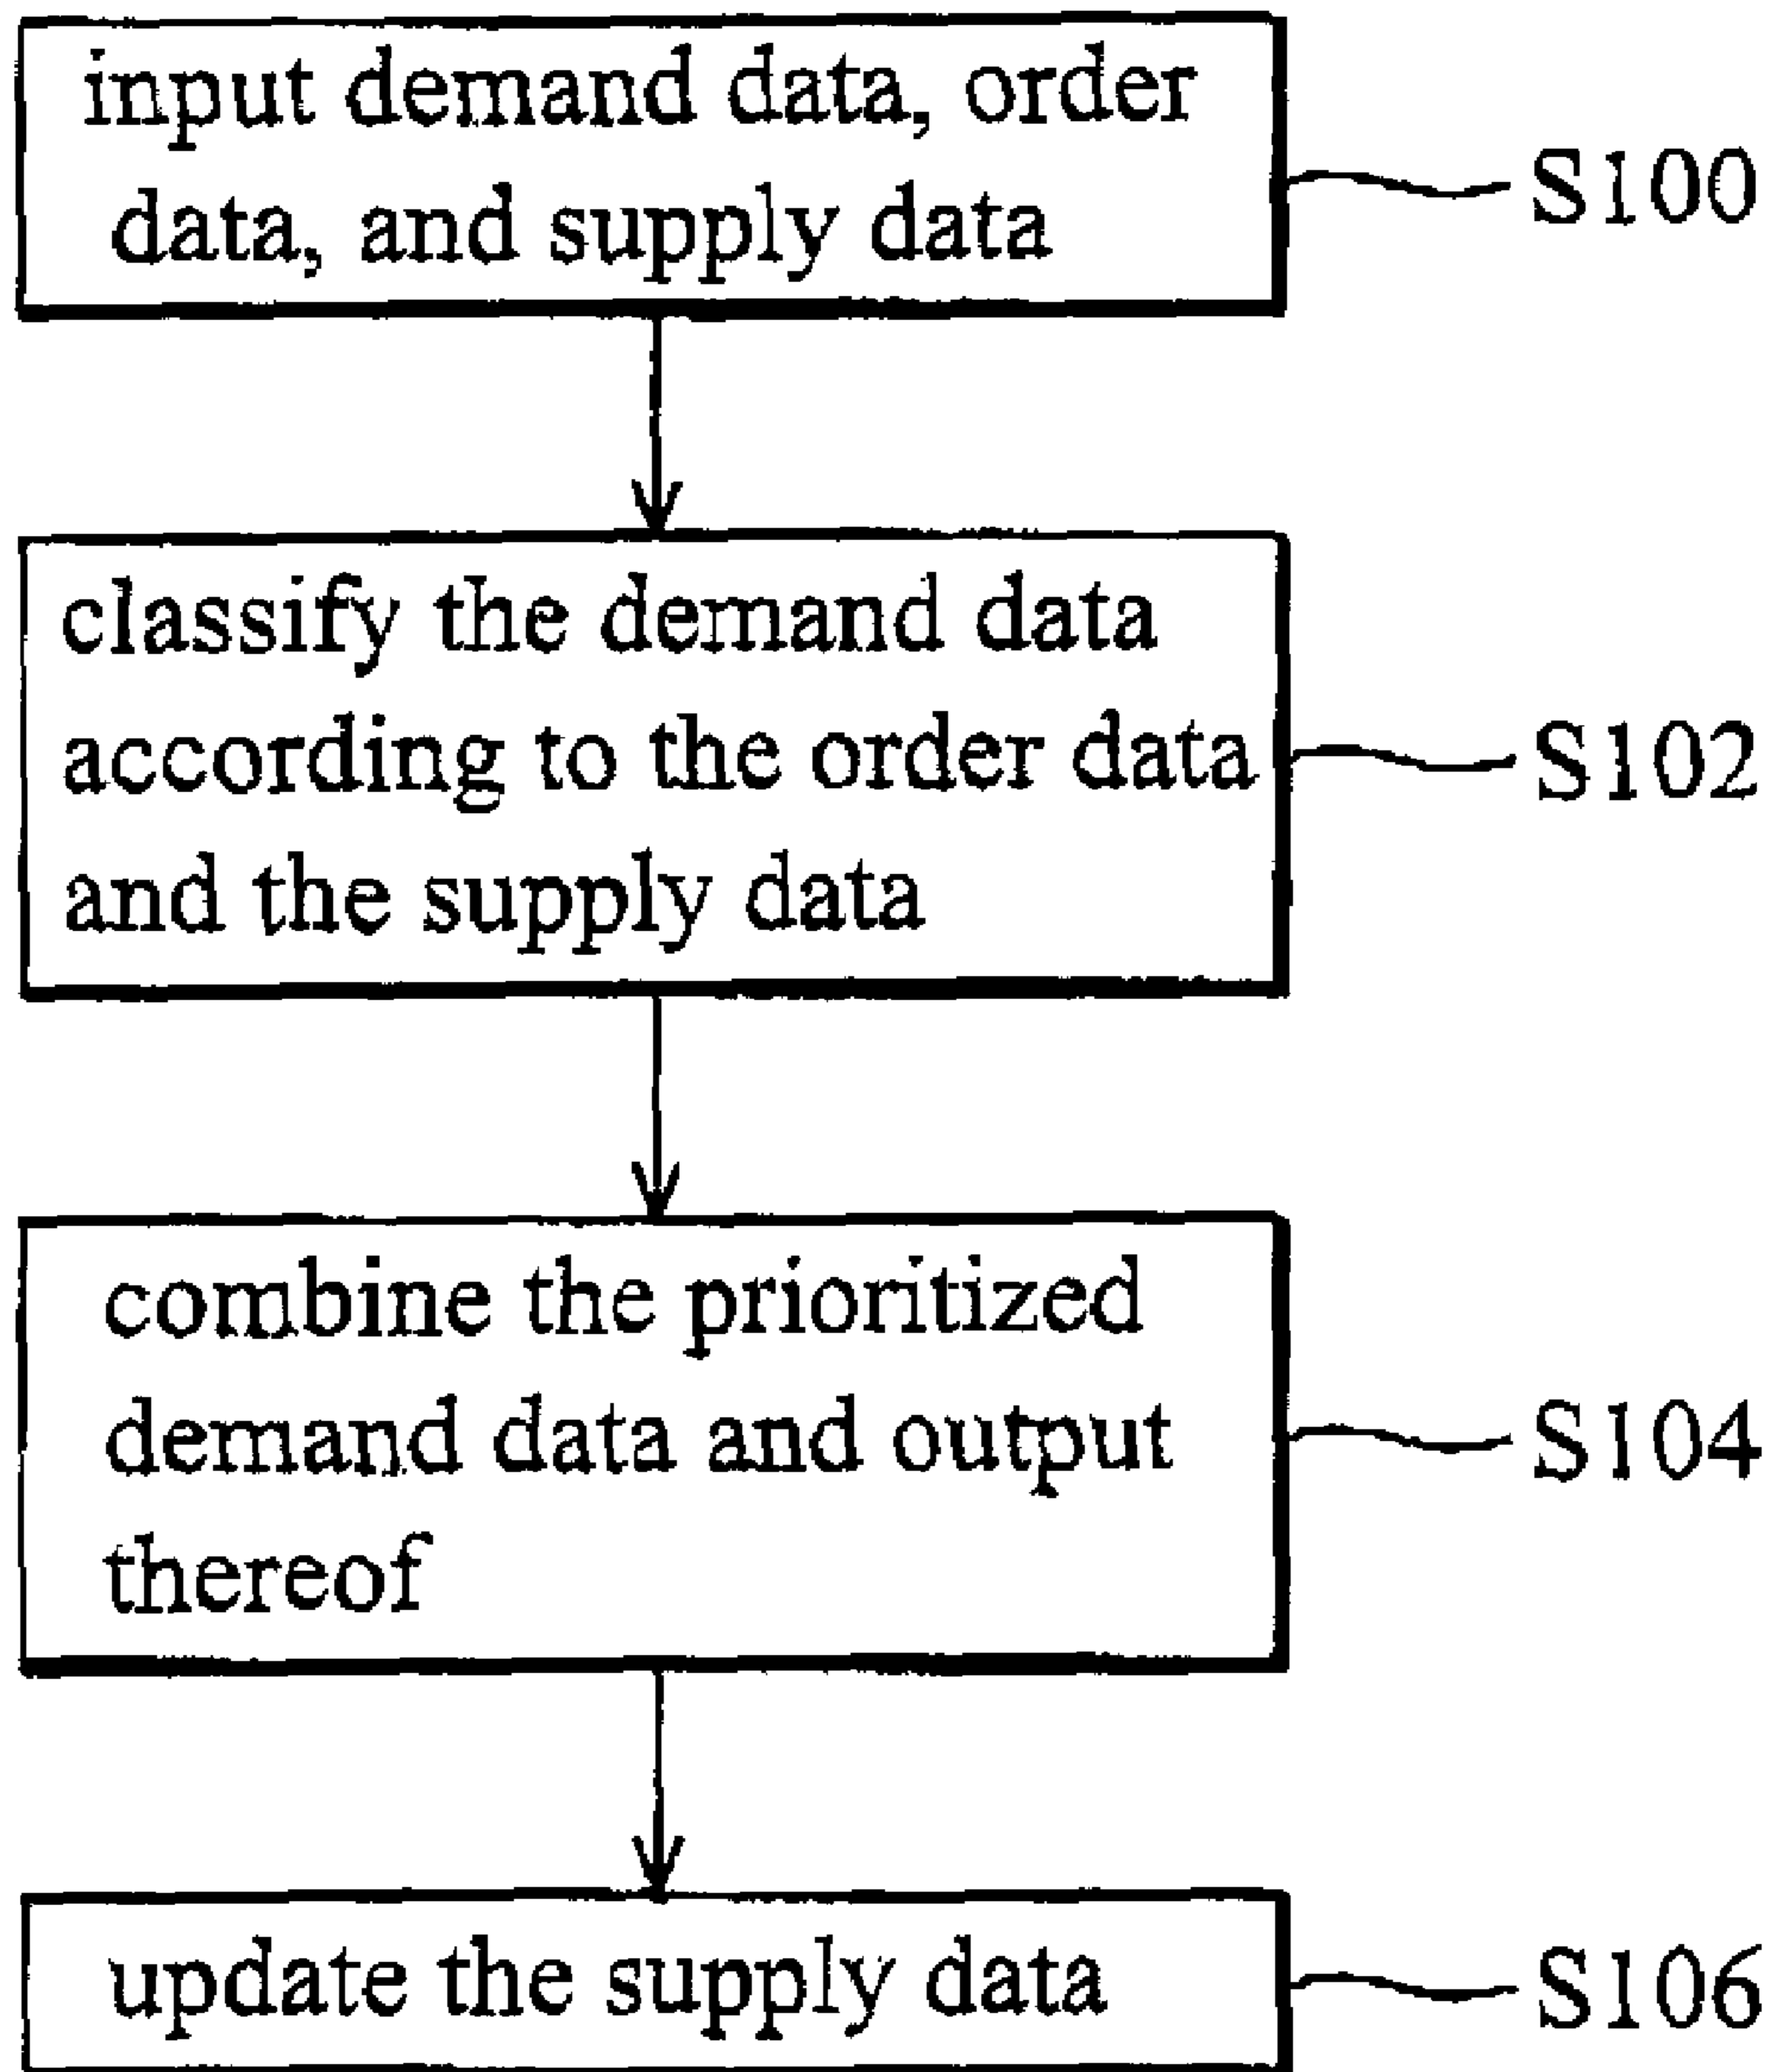 input demand data, order
data, and supply data
S100
classify the demand data
according to the order data
and the supply data
S102
combine the prioritized
demand data and output
thereof
S104
update the supply data
S106